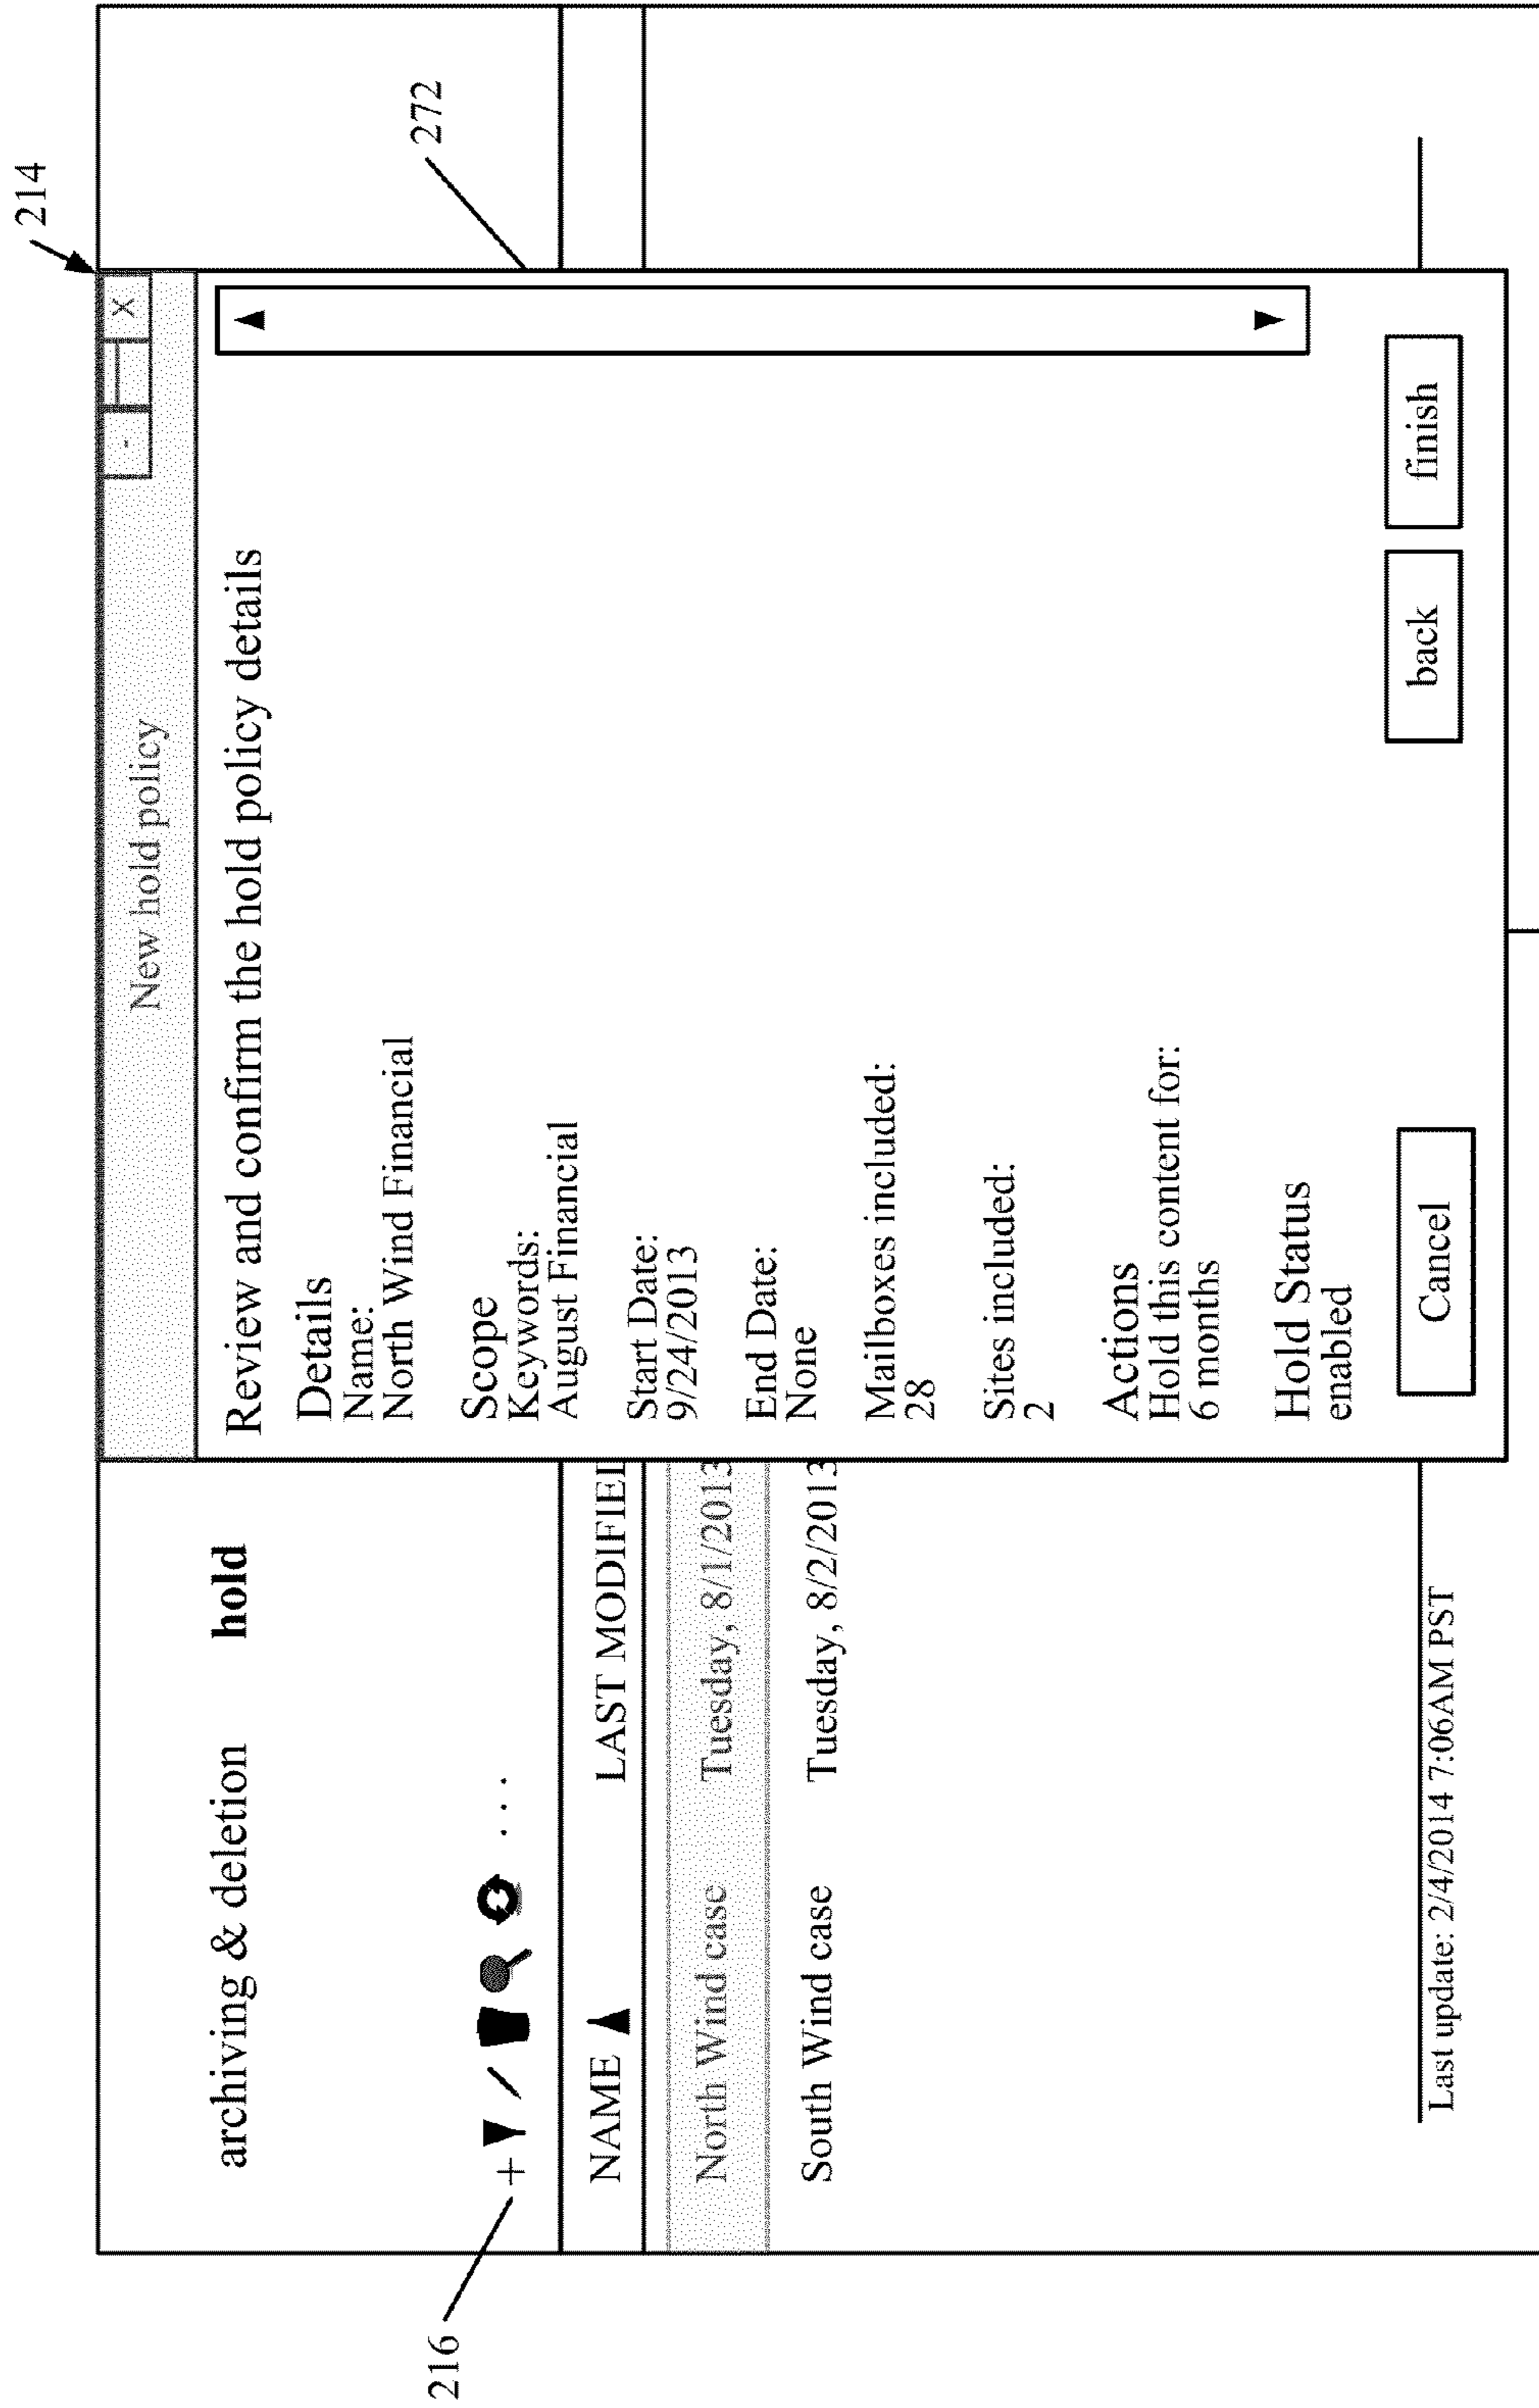 214
archiving & deletion hold
216
+ ...
NAME LAST MODIFIED
North Wind case Tuesday, 8/1/2013
South Wind case Tuesday, 8/2/2013
Last update: 2/4/2014 7:06AM PST
New hold policy
- X
Review and confirm the hold policy details
272
Details
Name:
North Wind Financial
Scope
Keywords:
August Financial
Start Date:
9/24/2013
End Date:
None
Mailboxes included:
28
Sites included:
2
Actions
Hold this content for:
6 months
Hold Status
enabled
Cancel back finish